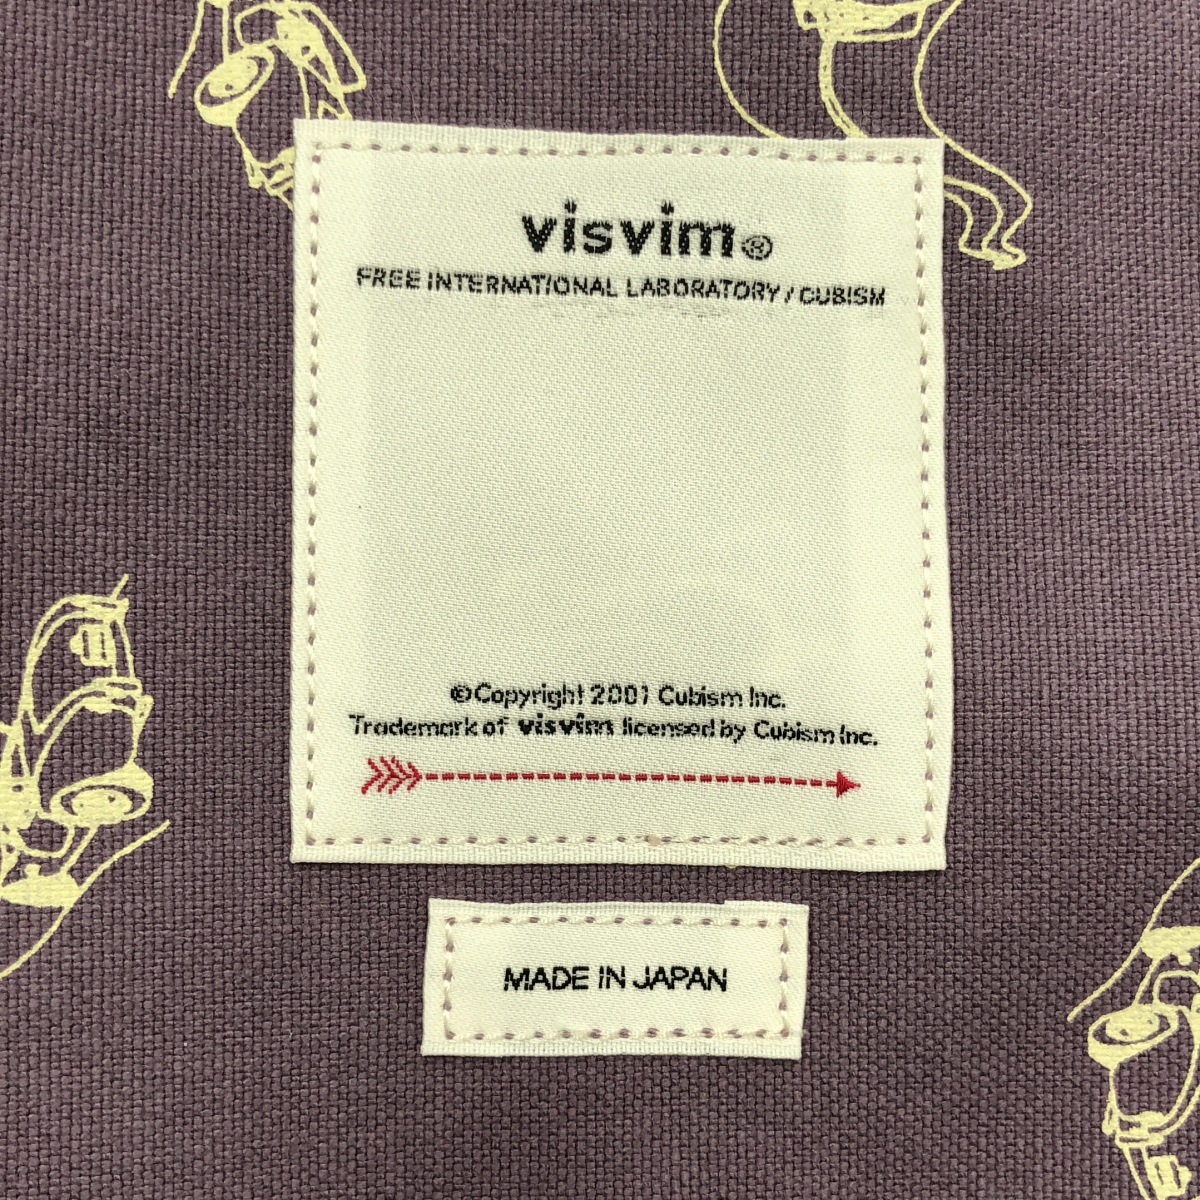 visvim®
FREE INTERNATIONAL LABORATORY / CUBISM
©Copyright 2001 Cubism Inc.
Trademark of visvim licensed by Cubism Inc.
MADE IN JAPAN